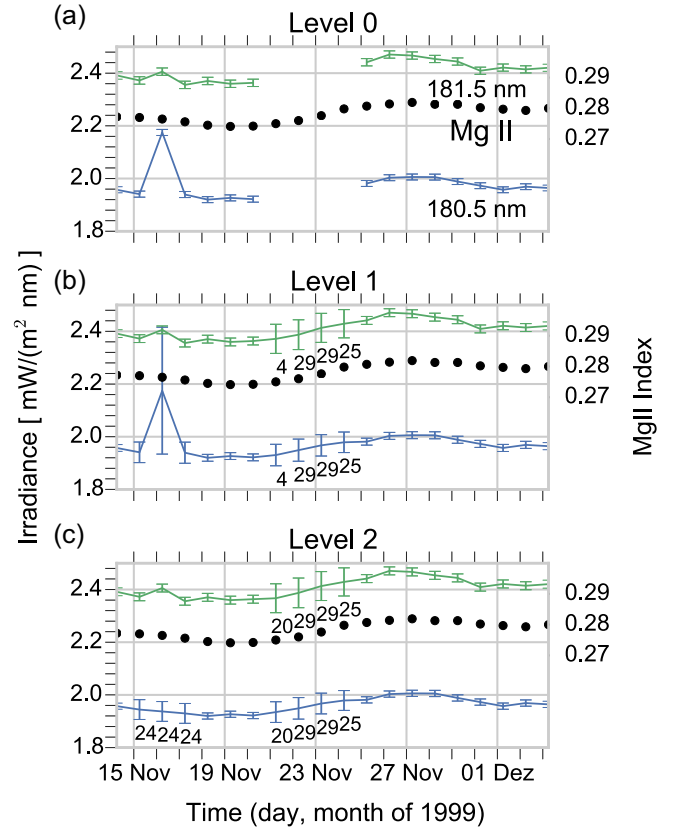 (a)
Level 0
2.4
2.2
2.0
1.8
181.5 nm
Mg II
180.5 nm
0.29
0.28
0.27
(b)
Level 1
2.4
2.2
2.0
1.8
4 29 29 25
4 29 29 25
0.29
0.28
0.27
Irradiance [ mW/(m² nm) ]
MgII Index
(c)
Level 2
2.4
2.2
2.0
1.8
20 29 29 25
24 24 24
20 29 29 25
0.29
0.28
0.27
15 Nov 19 Nov 23 Nov 27 Nov 01 Dez
Time (day, month of 1999)